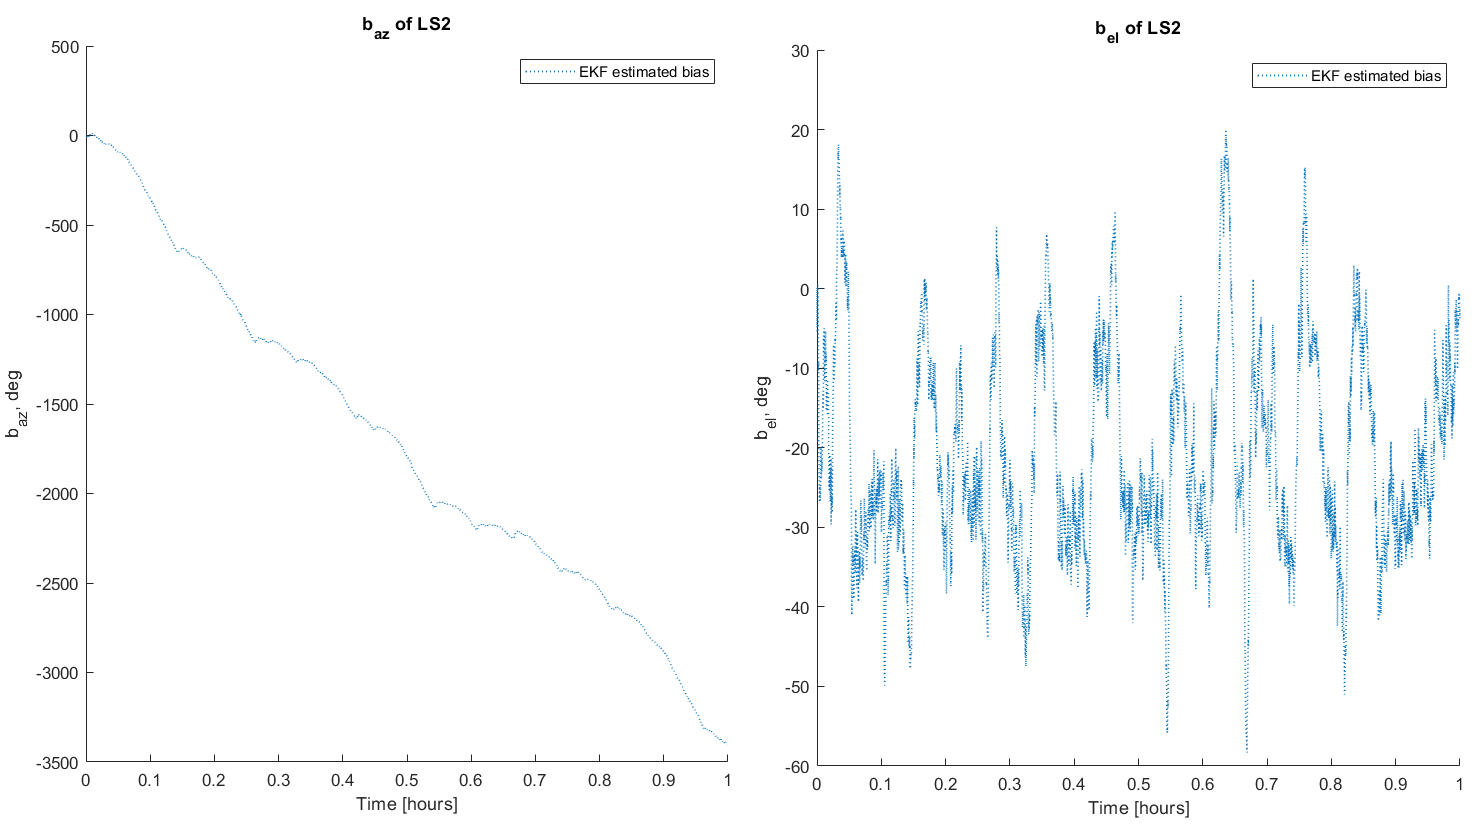 b_az of LS2
EKF estimated bias
500
0
-500
-1000
-1500
-2000
-2500
-3000
-3500
b_az, deg
0 0.1 0.2 0.3 0.4 0.5 0.6 0.7 0.8 0.9 1
Time [hours]
b_el of LS2
EKF estimated bias
30
20
10
0
-10
-20
-30
-40
-50
-60
b_el, deg
0 0.1 0.2 0.3 0.4 0.5 0.6 0.7 0.8 0.9 1
Time [hours]